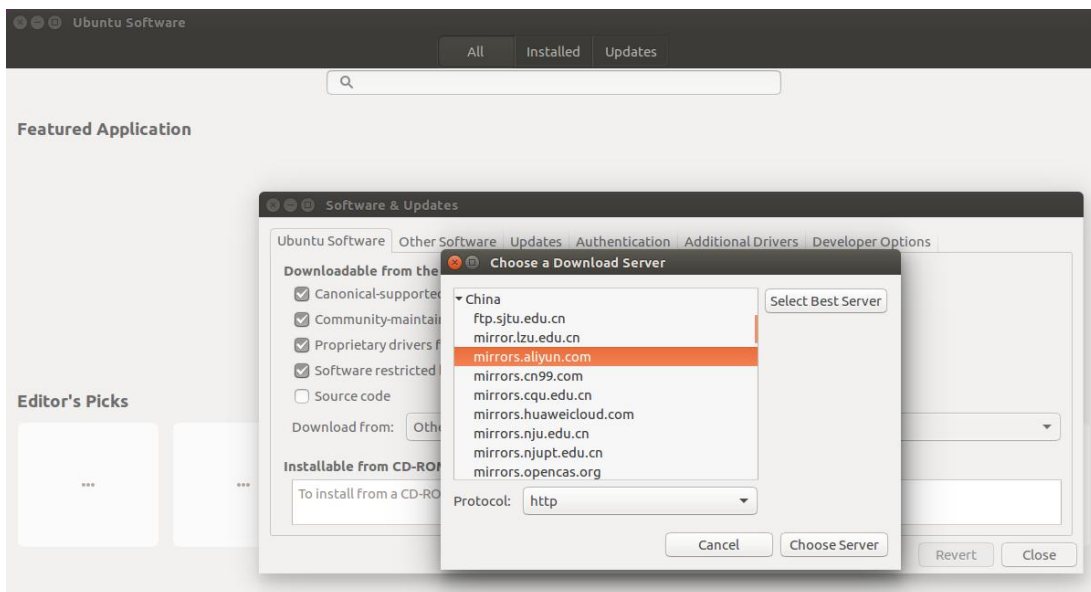 Ubuntu Software
All Installed Updates
Featured Application
Software & Updates
Ubuntu Software Other Software Updates Authentication Additional Drivers Developer Options
Choose a Download Server
Downloadable from the
Canonical-supported
Community-maintai
Proprietary drivers f
Software restricted
Source code
Download from: Othe
Installable from CD-ROM
To install from a CD-RO
China
ftp.sjtu.edu.cn
mirror.lzu.edu.cn
mirrors.aliyun.com
mirrors.cn99.com
mirrors.cqu.edu.cn
mirrors.huaweicloud.com
mirrors.nju.edu.cn
mirrors.njupt.edu.cn
mirrors.opencas.org
Select Best Server
Protocol: http
Cancel Choose Server
Revert Close
Editor's Picks
...
...